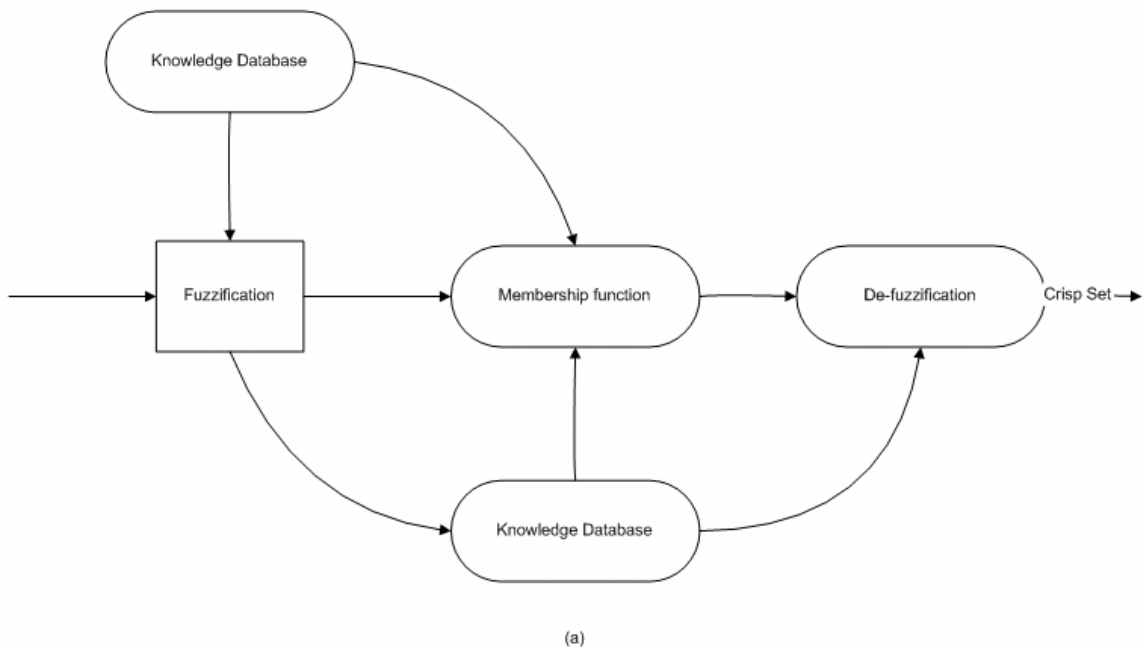 Knowledge Database
Fuzzification
Membership function
De-fuzzification
Crisp Set
Knowledge Database
(a)